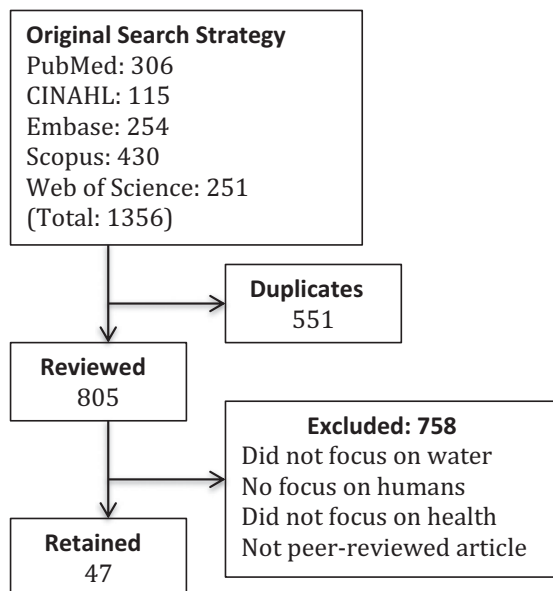 Original Search Strategy
PubMed: 306
CINAHL: 115
Embase: 254
Scopus: 430
Web of Science: 251
(Total: 1356)
Duplicates
551
Reviewed
805
Excluded: 758
Did not focus on water
No focus on humans
Did not focus on health
Not peer-reviewed article
Retained
47